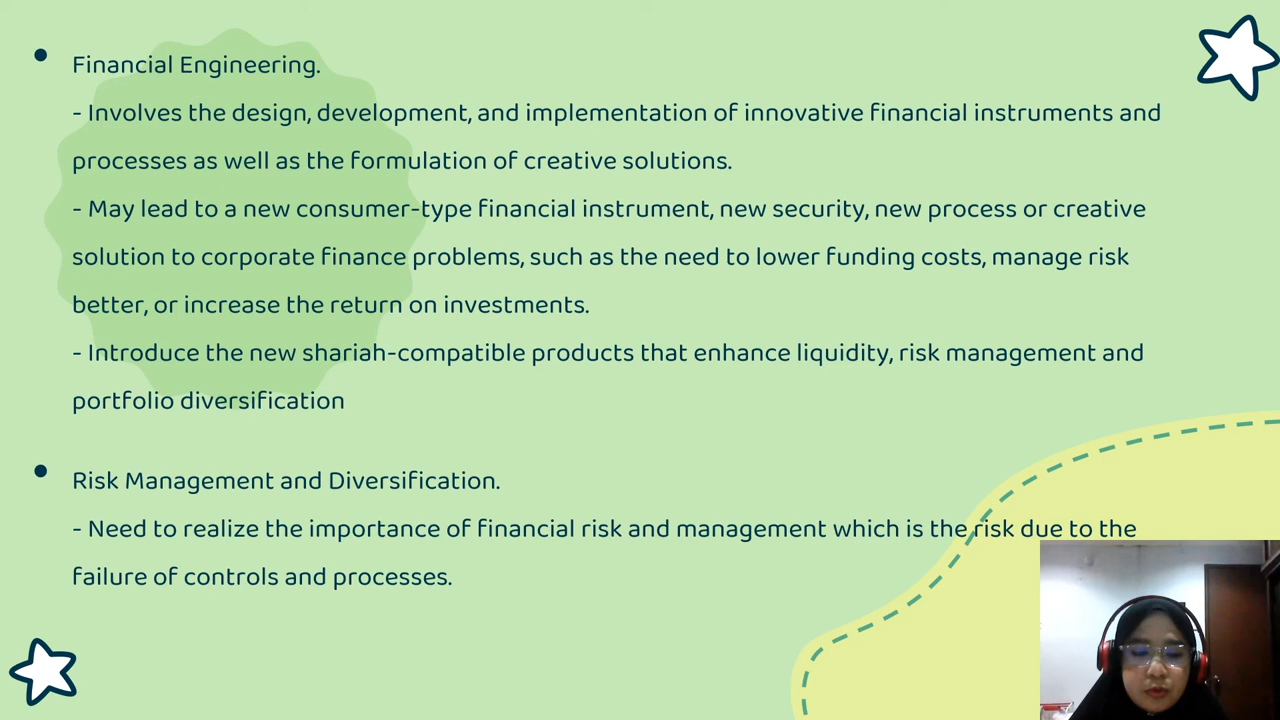 • Financial Engineering.
- Involves the design, development, and implementation of innovative financial instruments and
processes as well as the formulation of creative solutions.
- May lead to a new consumer-type financial instrument, new security, new process or creative
solution to corporate finance problems, such as the need to lower funding costs, manage risk
better, or increase the return on investments.
- Introduce the new shariah-compatible products that enhance liquidity, risk management and
portfolio diversification
• Risk Management and Diversification.
- Need to realize the importance of financial risk and management which is the risk due to the
failure of controls and processes.